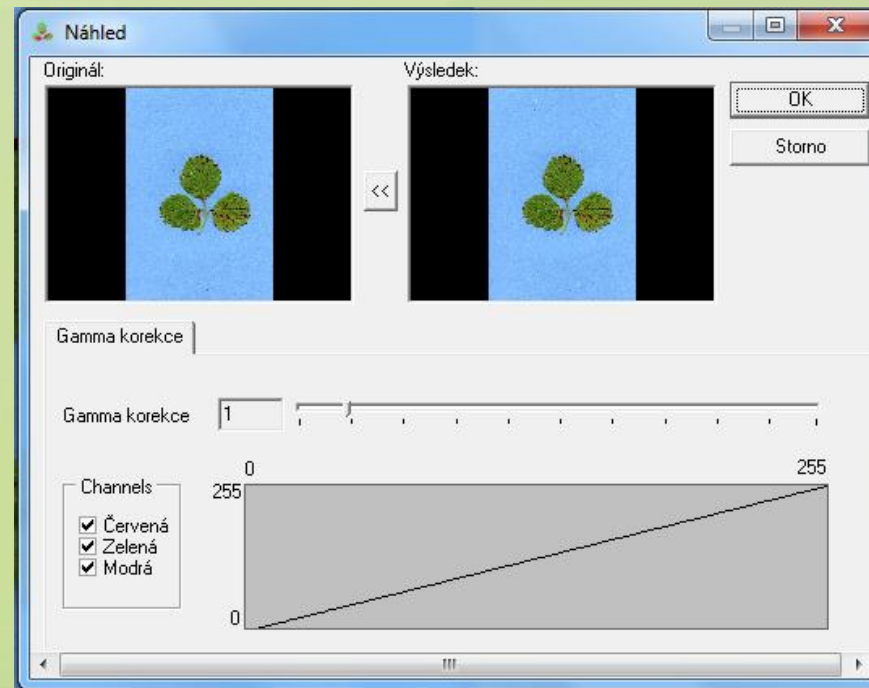 Náhled
Originál:
Výsledek:
<<
OK
Storno
Gamma korekce
Gamma korekce 1
0 255
Channels
255
Červená
Zelená
Modrá
0